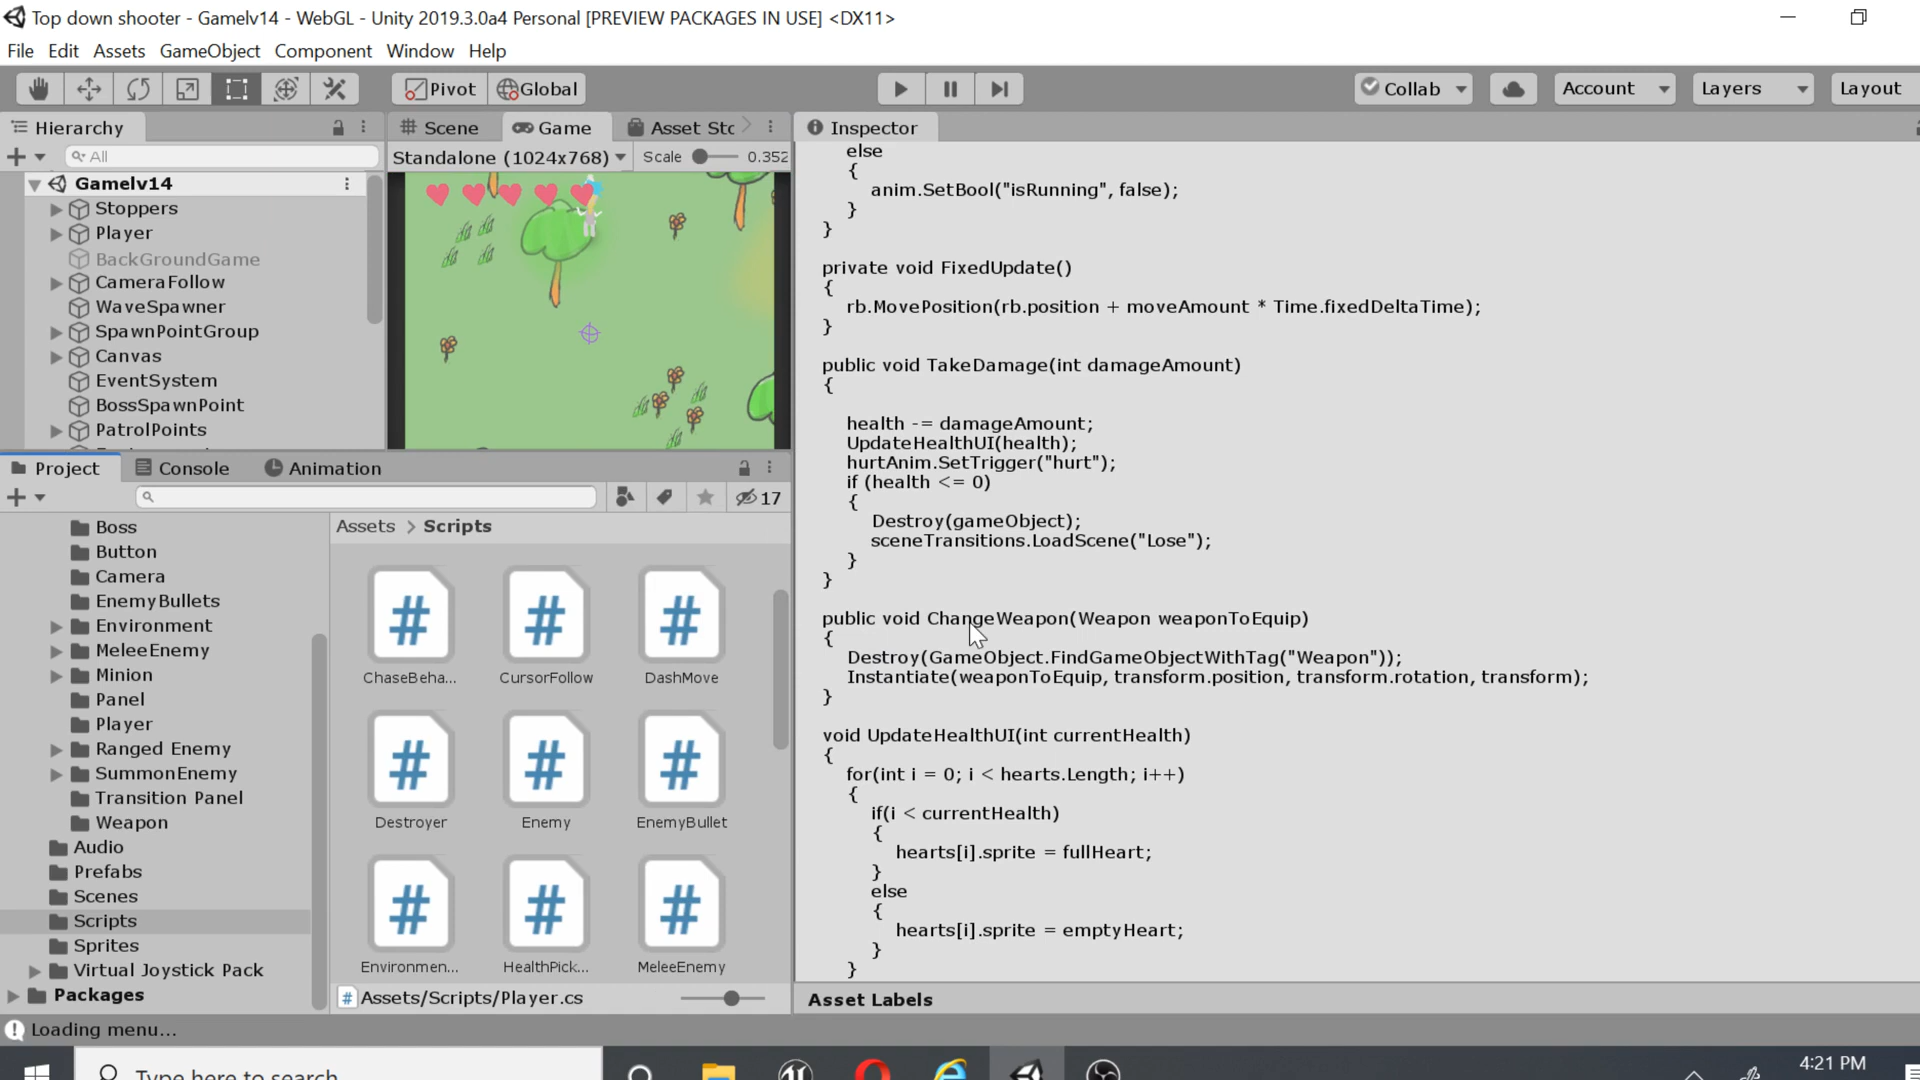 Top down shooter - Gamelv14 - WebGL - Unity 2019.3.0a4 Personal [PREVIEW PACKAGES IN USE] <DX11>
File Edit Assets GameObject Component Window Help
Pivot Global Collab Account Layers Layout
Hierarchy
All
Gamelv14
Stoppers
Player
BackGroundGame
CameraFollow
WaveSpawner
SpawnPointGroup
Canvas
EventSystem
BossSpawnPoint
PatrolPoints
Scene Game Asset Stc
Standalone (1024x768) Scale 0.352
Project Console Animation
17
Boss
Button
Camera
EnemyBullets
Environment
MeleeEnemy
Minion
Panel
Player
Ranged Enemy
SummonEnemy
Transition Panel
Weapon
Audio
Prefabs
Scenes
Scripts
Sprites
Virtual Joystick Pack
Packages
Assets > Scripts
ChaseBeha... CursorFollow DashMove
Destroyer Enemy EnemyBullet
Environmen... HealthPick... MeleeEnemy
Assets/Scripts/Player.cs
Inspector
else
{
anim.SetBool("isRunning", false);
}
}
private void FixedUpdate()
{
rb.MovePosition(rb.position + moveAmount * Time.fixedDeltaTime);
}
public void TakeDamage(int damageAmount)
{
health -= damageAmount;
UpdateHealthUI(health);
hurtAnim.SetTrigger("hurt");
if (health <= 0)
{
Destroy(gameObject);
sceneTransitions.LoadScene("Lose");
}
}
public void ChangeWeapon(Weapon weaponToEquip)
{
Destroy(GameObject.FindGameObjectWithTag("Weapon"));
Instantiate(weaponToEquip, transform.position, transform.rotation, transform);
}
void UpdateHealthUI(int currentHealth)
{
for(int i = 0; i < hearts.Length; i++)
{
if(i < currentHealth)
{
hearts[i].sprite = fullHeart;
}
else
{
hearts[i].sprite = emptyHeart;
}
}
Asset Labels
Loading menu...
Type here to search
4:21 PM